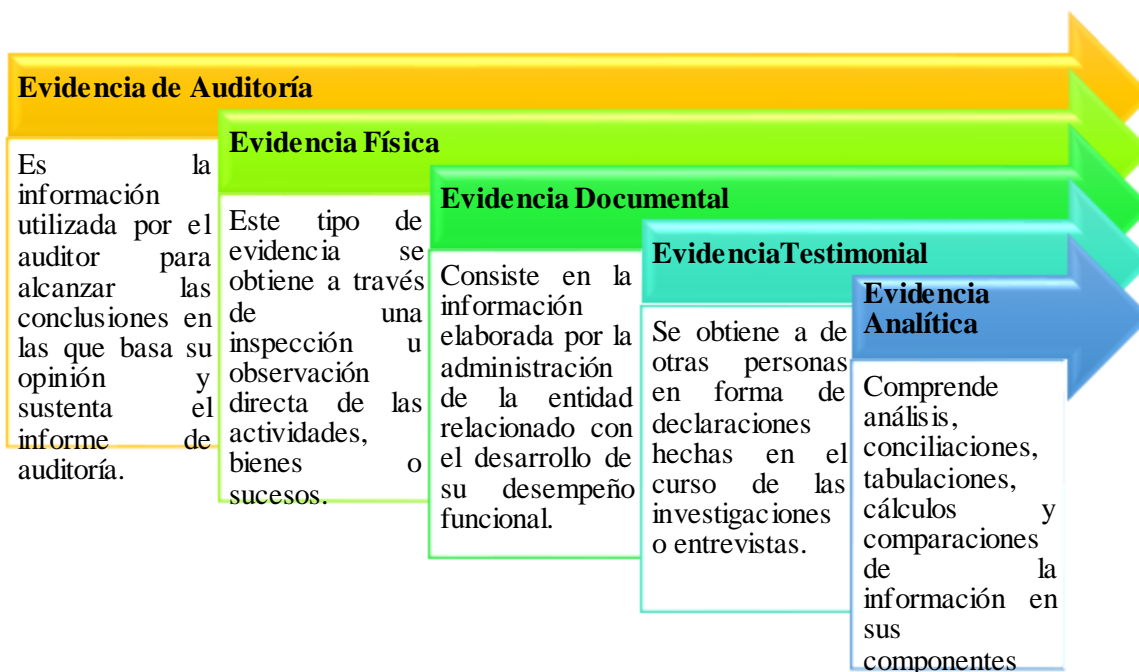 Evidencia de Auditoría
Es la
información
utilizada por el
auditor para
alcanzar las
conclusiones en
las que basa su
opinión y
sustenta el
informe de
auditoría.
Evidencia Física
Este tipo de
evidencia se
obtiene a través
de una
inspección u
observación
directa de las
actividades,
bienes o
sucesos.
Evidencia Documental
Consiste en la
información
elaborada por la
administración
de la entidad
relacionado con
el desarrollo de
su desempeño
funcional.
EvidenciaTestimonial
Se obtiene a de
otras personas
en forma de
declaraciones
hechas en el
curso de las
investigaciones
o entrevistas.
Evidencia
Analítica
Comprende
análisis,
conciliaciones,
tabulaciones,
cálculos y
comparaciones
de la
información en
sus
componentes